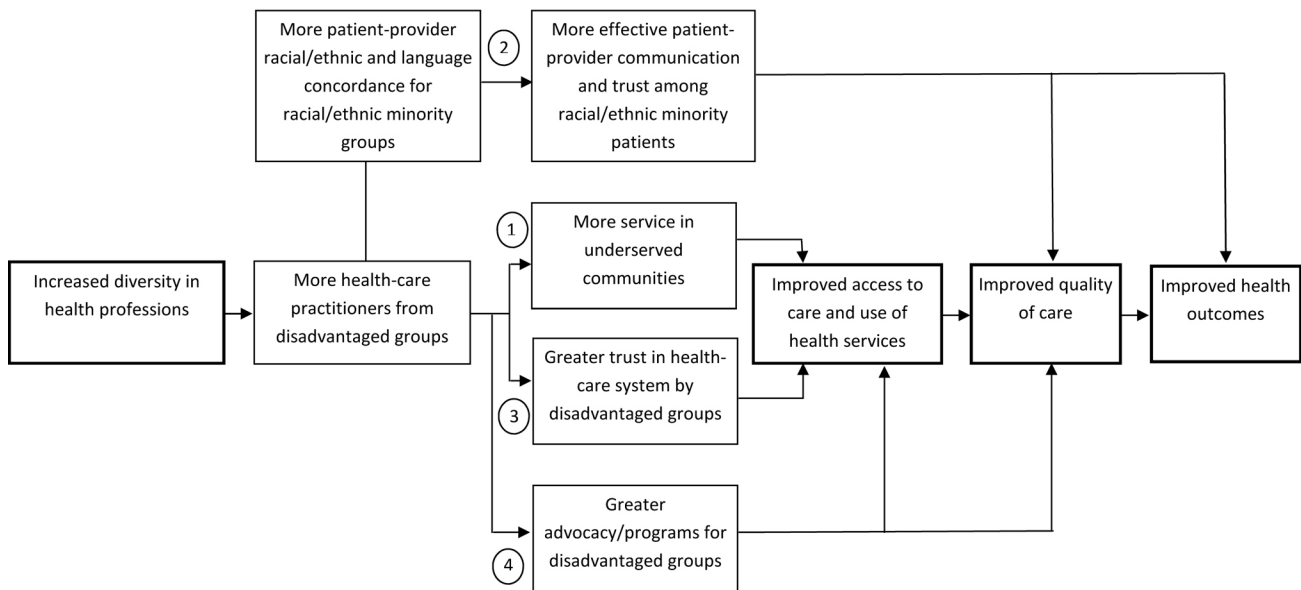 More patient-provider
racial/ethnic and language
concordance for
racial/ethnic minority
groups
2
More effective patient-
provider communication
and trust among
racial/ethnic minority
patients
Increased diversity in
health professions
More health-care
practitioners from
disadvantaged groups
1
More service in
underserved
communities
3
Greater trust in health-
care system by
disadvantaged groups
4
Greater
advocacy/programs for
disadvantaged groups
Improved access to
care and use of
health services
Improved quality
of care
Improved health
outcomes